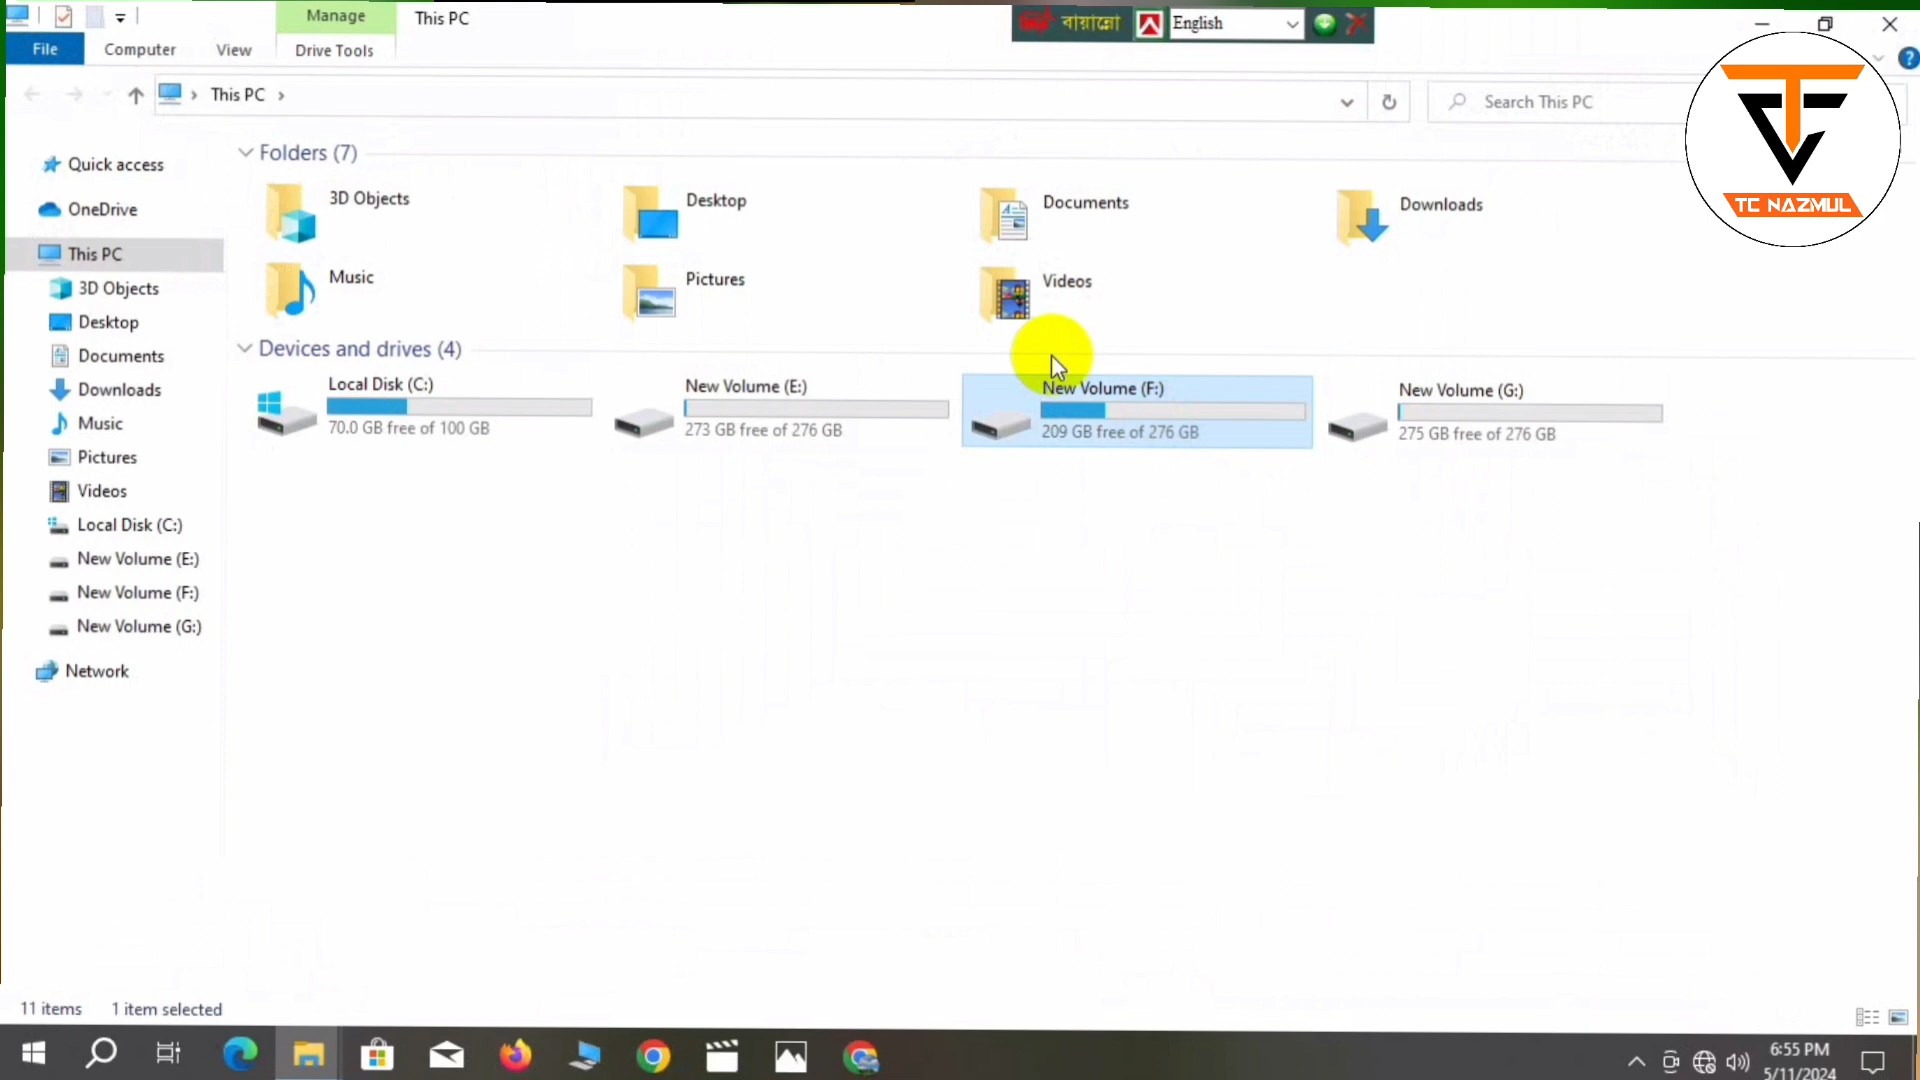 Manage
This PC
বায়ান্নো
English
File
Computer
View
Drive Tools
This PC
Search This PC
TC NAZMUL
Quick access
OneDrive
This PC
3D Objects
Desktop
Documents
Downloads
Music
Pictures
Videos
Local Disk (C:)
New Volume (E:)
New Volume (F:)
New Volume (G:)
Network
Folders (7)
3D Objects
Desktop
Documents
Downloads
Music
Pictures
Videos
Devices and drives (4)
Local Disk (C:)
70.0 GB free of 100 GB
New Volume (E:)
273 GB free of 276 GB
New Volume (F:)
209 GB free of 276 GB
New Volume (G:)
275 GB free of 276 GB
11 items
1 item selected
6:55 PM
5/11/2024